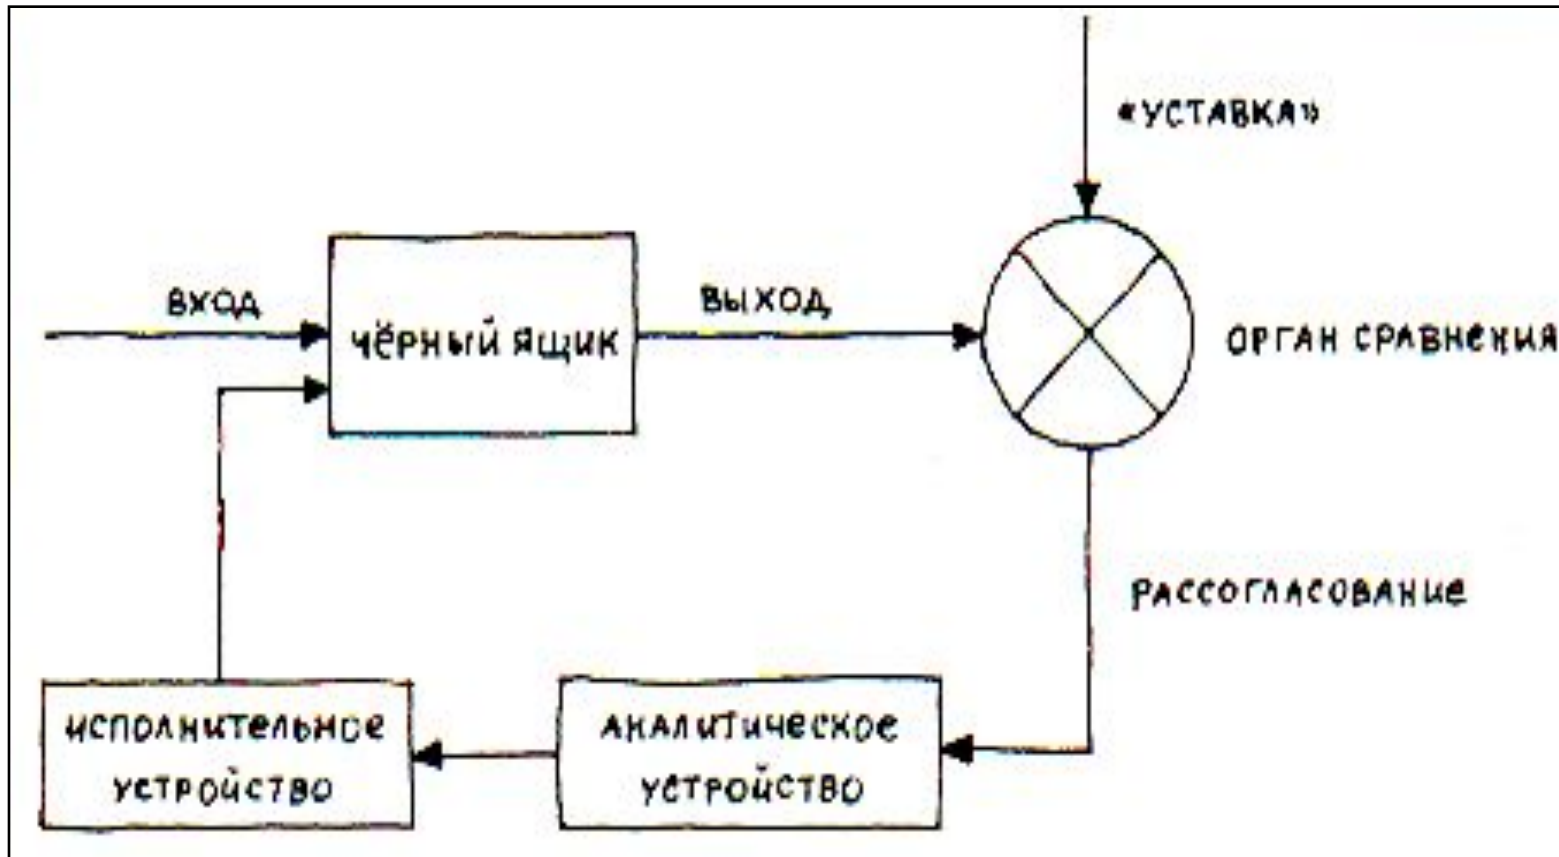 «УСТАВКА»
ВХОД
ЧЁРНЫЙ ЯЩИК
ВЫХОД
ОРГАН СРАВНЕНИЯ
РАССОГЛАСОВАНИЕ
ИСПОЛНИТЕЛЬНОЕ
УСТРОЙСТВО
АНАЛИТИЧЕСКОЕ
УСТРОЙСТВО